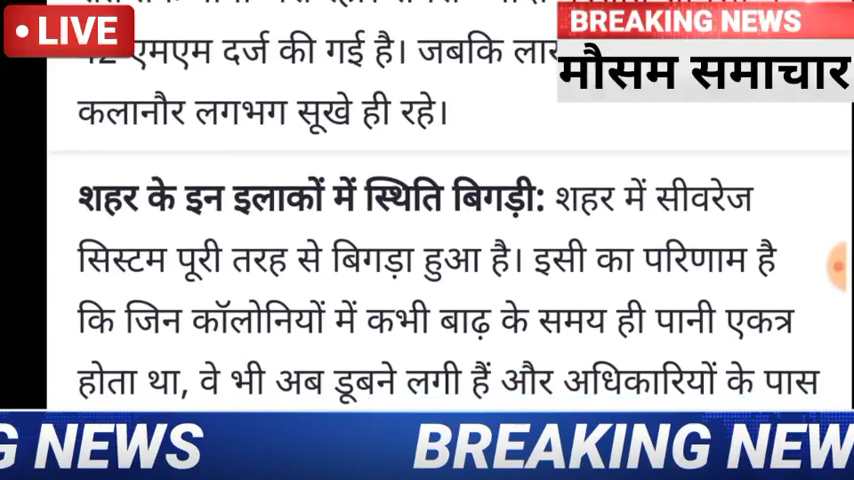 LIVE
BREAKING NEWS
मौसम समाचार
एमएम दर्ज की गई है। जबकि
कलानौर लगभग सूखे ही रहे।
शहर के इन इलाकों में स्थिति बिगड़ी: शहर में सीवरेज
सिस्टम पूरी तरह से बिगड़ा हुआ है। इसी का परिणाम है
कि जिन कॉलोनियों में कभी बाढ़ के समय ही पानी एकत्र
होता था, वे भी अब डूबने लगी हैं और अधिकारियों के पास
G NEWS BREAKING NEW